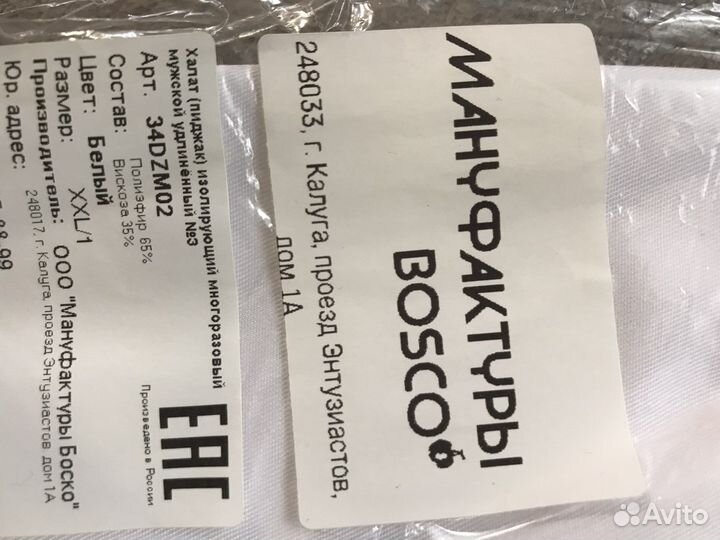 МАНУФАКТУРЫ
BOSCO
248033, г. Калуга, проезд Энтузиастов,
дом 1А
Халат (пиджак) изолирующий многоразовый
мужской удлинённый №3
Арт. 34DZM02
Состав: Полиэфир 65%
Вискоза 35%
Цвет: Белый
Размер: XXL/1
Производитель: ООО "Мануфактуры Боско"
248017, г. Калуга, проезд Энтузиастов, дом 1А
Юр. адрес:
EAC
Произведено в России
Avito